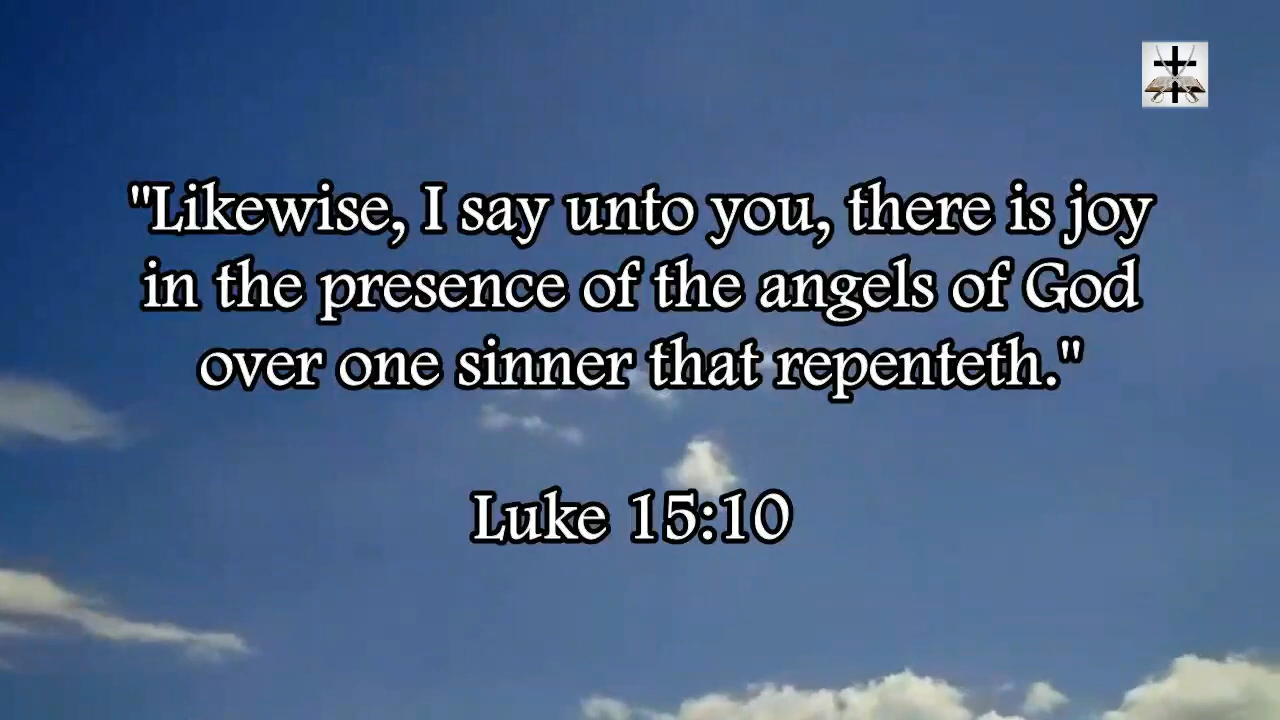 "Likewise, I say unto you, there is joy
in the presence of the angels of God
over one sinner that repenteth."
Luke 15:10